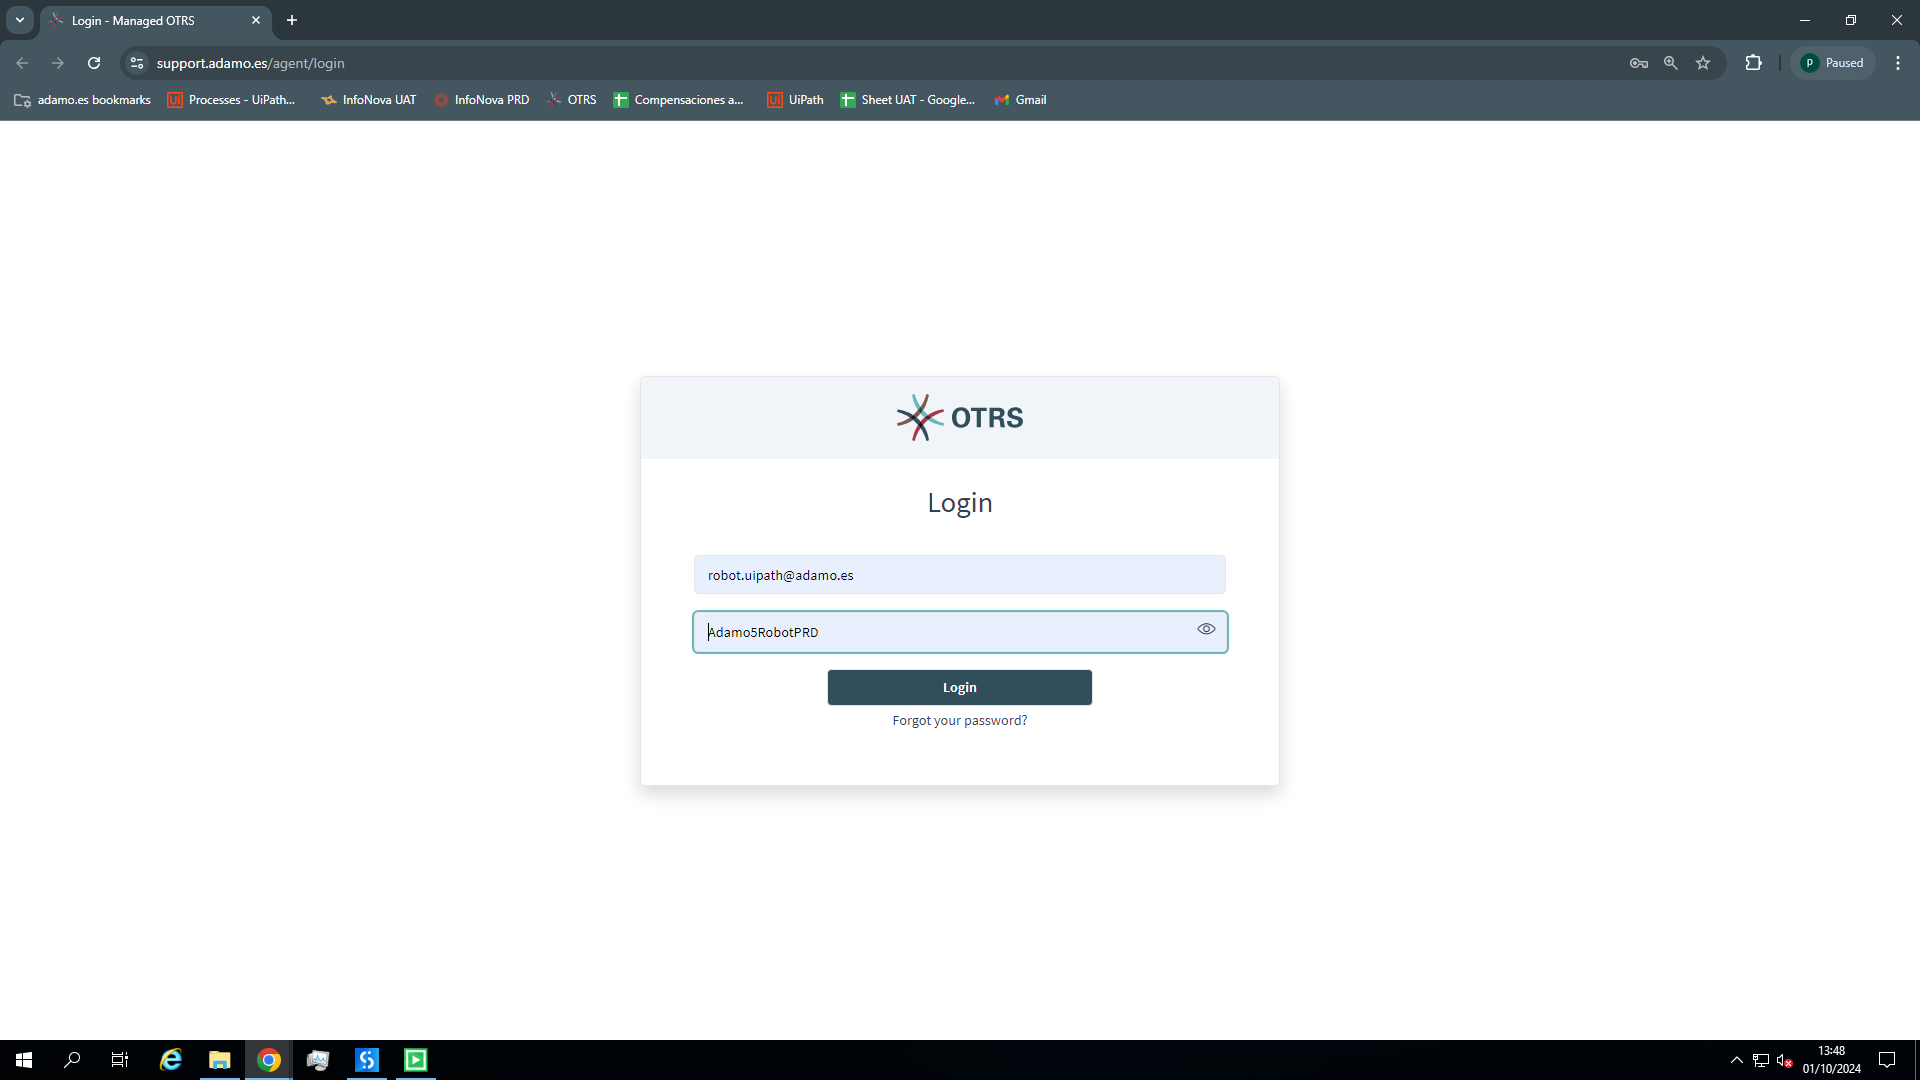 Login - Managed OTRS
support.adamo.es/agent/login
Paused
adamo.es bookmarks
Processes - UiPath...
InfoNova UAT
InfoNova PRD
OTRS
Compensaciones a...
UiPath
Sheet UAT - Google...
Gmail
OTRS
Login
robot.uipath@adamo.es
Adamo5RobotPRD
Login
Forgot your password?
13:48
01/10/2024